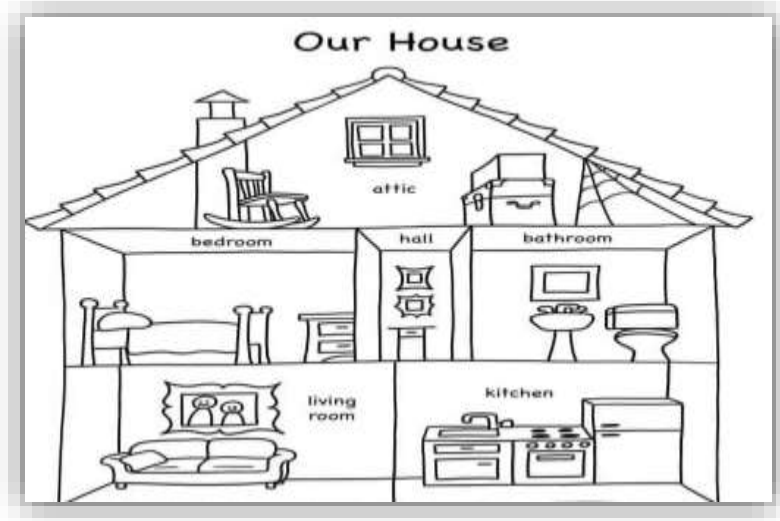 Our House
attic
bedroom
hall
bathroom
living
room
kitchen